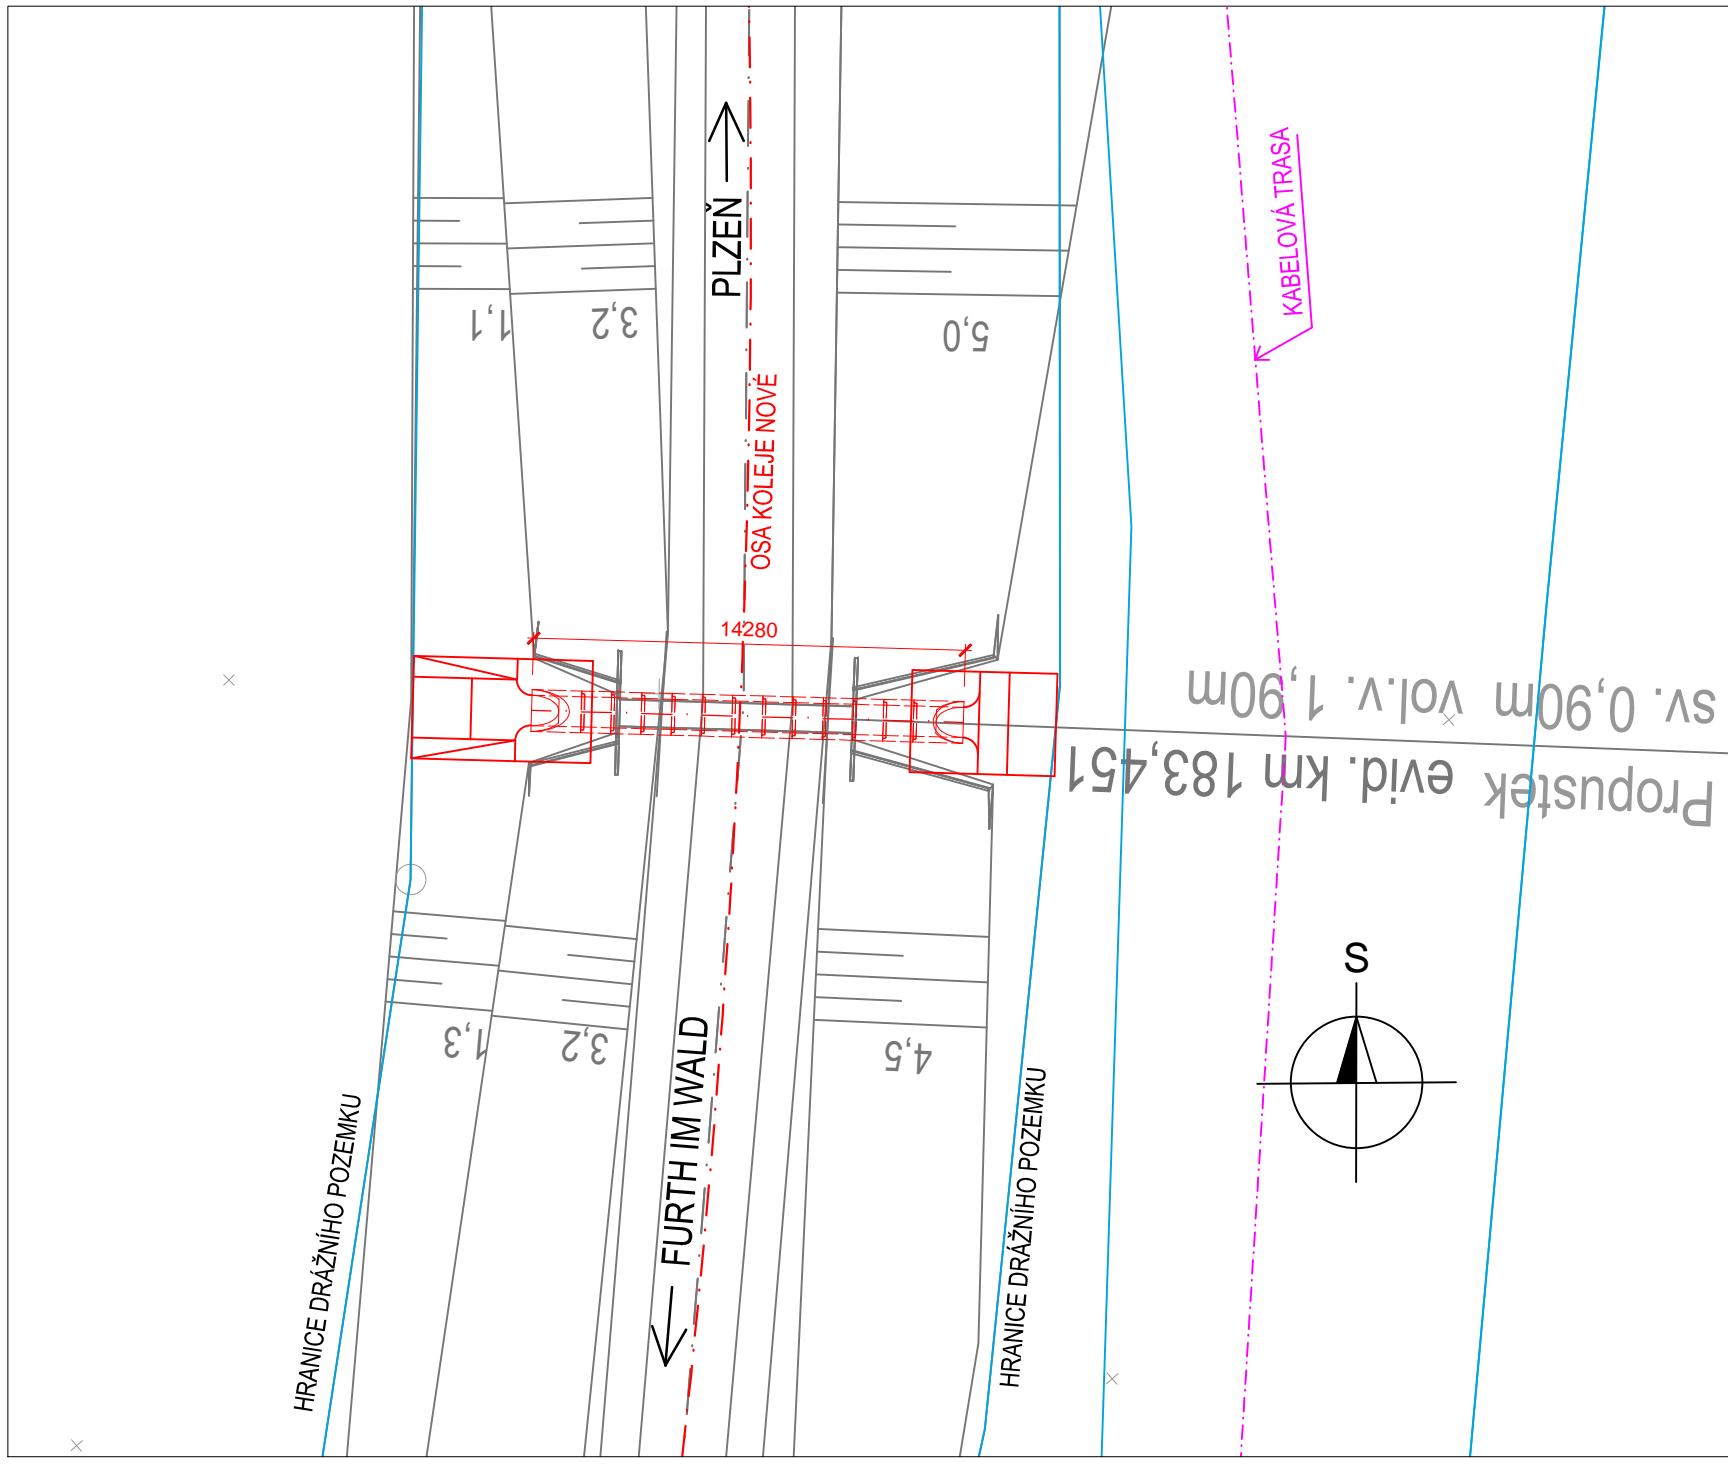 PLZEŇ
KABELOVÁ TRASA
1,1
3,2
5,0
OSA KOLEJE NOVÉ
14280
sv. 0,90m vol.v. 1,90m
Propustek evid. km 183,451
S
1,3
3,2
4,5
FURTH IM WALD
HRANICE DRÁŽNÍHO POZEMKU
HRANICE DRÁŽNÍHO POZEMKU